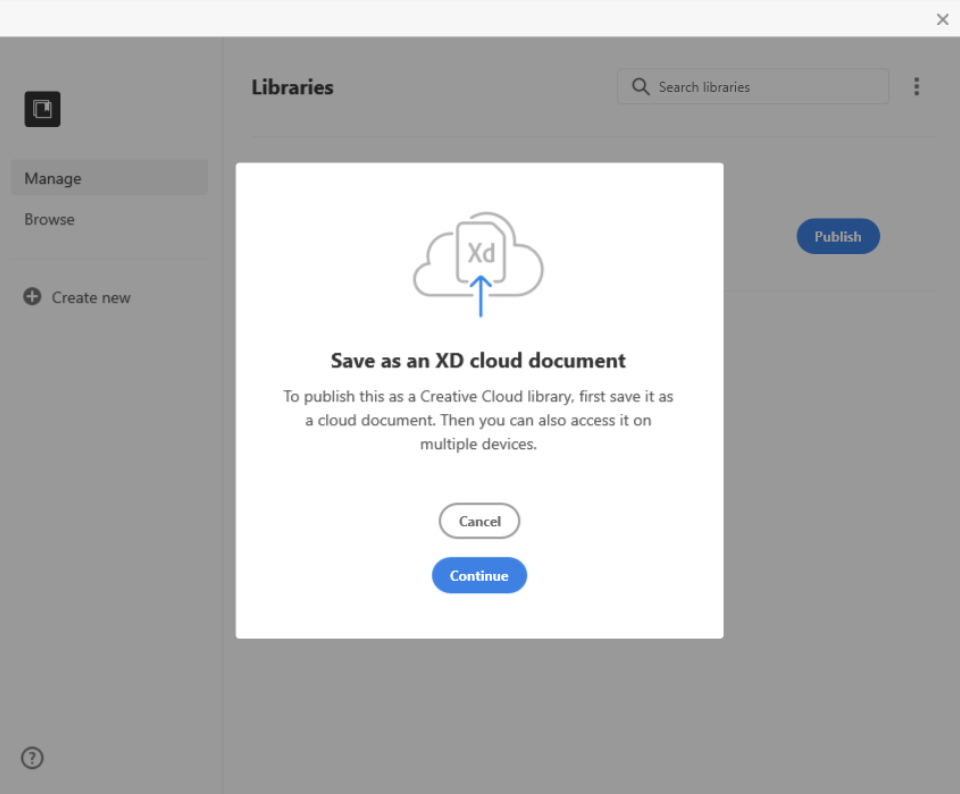 Libraries
Search libraries
Manage
Browse
Publish
Create new
Xd
Save as an XD cloud document
To publish this as a Creative Cloud library, first save it as
a cloud document. Then you can also access it on
multiple devices.
Cancel
Continue
?